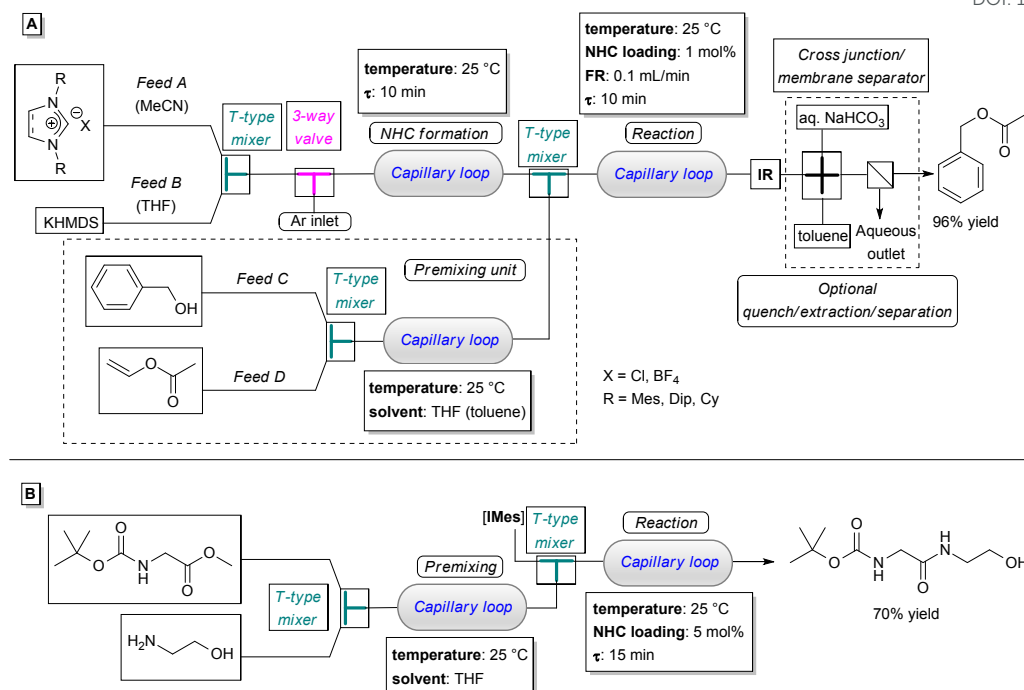 DOI: 1
A
temperature: 25 °C
τ: 10 min
temperature: 25 °C
NHC loading: 1 mol%
FR: 0.1 mL/min
τ: 10 min
Cross junction/
membrane separator
R
N
⊕
N
R
⊖
X
Feed A
(MeCN)
T-type
mixer
3-way
valve
NHC formation
T-type
mixer
Reaction
aq. NaHCO3
Capillary loop
Capillary loop
IR
O
O
Feed B
(THF)
KHMDS
Ar inlet
toluene
Aqueous
outlet
96% yield
Premixing unit
Feed C
T-type
mixer
OH
Optional
quench/extraction/separation
Capillary loop
O
O
Feed D
temperature: 25 °C
solvent: THF (toluene)
X = Cl, BF4
R = Mes, Dip, Cy
B
[IMes]
T-type
mixer
Reaction
O
O
N
H
O
O
Premixing
Capillary loop
O
O
N
H
H
N
O
OH
T-type
mixer
Capillary loop
70% yield
H2N
OH
temperature: 25 °C
solvent: THF
temperature: 25 °C
NHC loading: 5 mol%
τ: 15 min